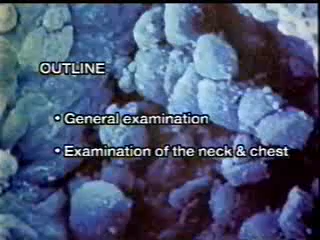 OUTLINE
• General examination
• Examination of the neck & chest